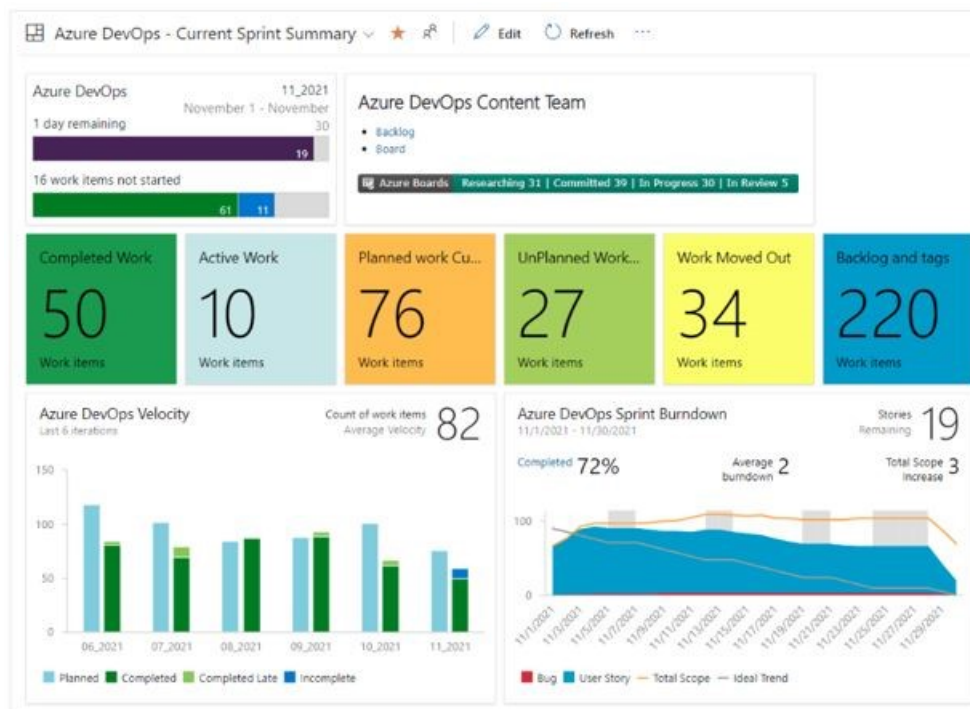 Azure DevOps - Current Sprint Summary
Edit
Refresh
Azure DevOps
11_2021
November 1 - November
30
1 day remaining
19
16 work items not started
61
11
Azure DevOps Content Team
Backlog
Board
Azure Boards Researching 31 | Committed 39 | In Progress 30 | In Review 5
Completed Work
50
Work items
Active Work
10
Work items
Planned work Cu...
76
Work items
UnPlanned Work...
27
Work items
Work Moved Out
34
Work items
Backlog and tags
220
Work items
Azure DevOps Velocity
Last 6 iterations
Count of work items
Average Velocity
82
150
100
50
0
06_2021 07_2021 08_2021 09_2021 10_2021 11_2021
Planned Completed Completed Late Incomplete
Azure DevOps Sprint Burndown
11/1/2021 - 11/30/2021
Stories
Remaining
19
Completed 72%
Average
burndown
2
Total Scope
Increase
3
100
0
11/1/2021 11/3/2021 11/5/2021 11/7/2021 11/9/2021 11/11/2021 11/13/2021 11/15/2021 11/17/2021 11/19/2021 11/21/2021 11/23/2021 11/25/2021 11/27/2021 11/29/2021
Bug User Story Total Scope Ideal Trend